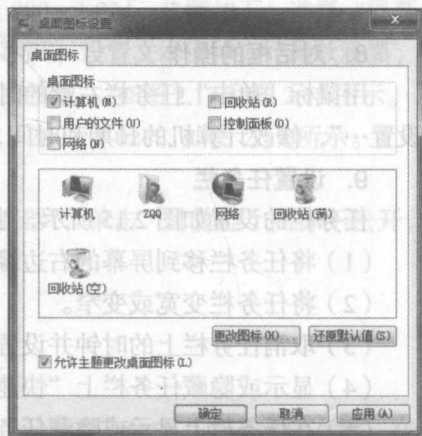 桌面图标设置
桌面图标
桌面图标
计算机(M) 回收站(R)
用户的文件(U) 控制面板(O)
网络(N)
计算机 ZQQ 网络 回收站(满)
回收站(空)
更改图标(H)... 还原默认值(S)
允许主题更改桌面图标(L)
确定 取消 应用(A)